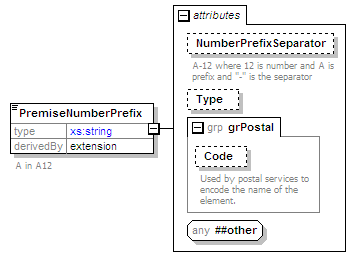 attributes
NumberPrefixSeparator
A-12 where 12 is number and A is
prefix and "-" is the separator
Type
PremiseNumberPrefix
type xs:string
derivedBy extension
A in A12
grp grPostal
Code
Used by postal services to
encode the name of the
element.
any ##other